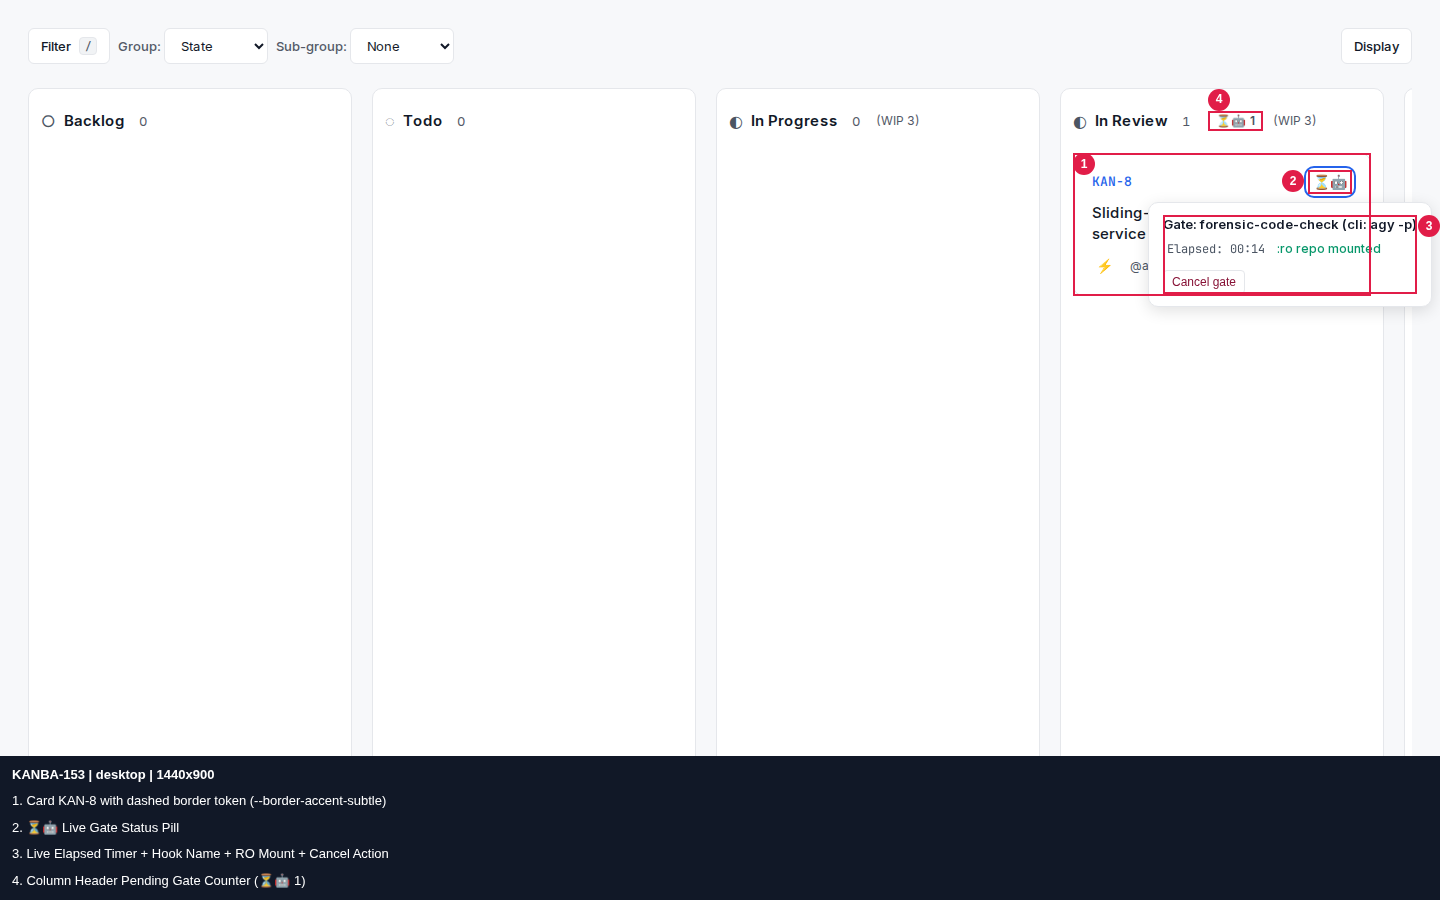 Filter / Group: State Sub-group: None Display
4
Backlog 0 Todo 0 In Progress 0 (WIP 3) In Review 1 ⏳🤖 1 (WIP 3)
1
KAN-8 2 ⏳🤖
Sliding-
service
⚡ @a
Gate: forensic-code-check (cli: agy -p) 3
Elapsed: 00:14 :ro repo mounted
Cancel gate
KANBA-153 | desktop | 1440x900
1. Card KAN-8 with dashed border token (--border-accent-subtle)
2. ⏳🤖 Live Gate Status Pill
3. Live Elapsed Timer + Hook Name + RO Mount + Cancel Action
4. Column Header Pending Gate Counter (⏳🤖 1)